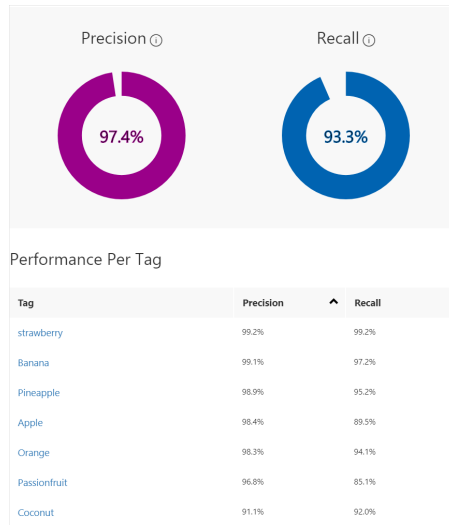 Precision
Recall
97.4%
93.3%
Performance Per Tag
Tag Precision Recall
strawberry 99.2% 99.2%
Banana 99.1% 97.2%
Pineapple 98.9% 95.2%
Apple 98.4% 89.5%
Orange 98.3% 94.1%
Passionfruit 96.8% 85.1%
Coconut 91.1% 92.0%